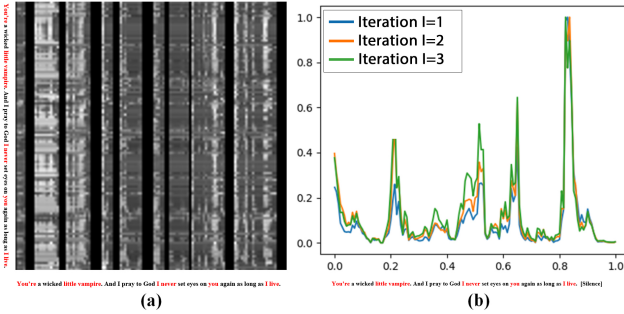 You're a wicked little vampire. And I pray to God I never set eyes on you again as long as I live.
You're a wicked little vampire. And I pray to God I never set eyes on you again as long as I live.
(a)
Iteration I=1
Iteration I=2
Iteration I=3
1.0
0.8
0.6
0.4
0.2
0.0
0.0 0.2 0.4 0.6 0.8 1.0
You're a wicked little vampire. And I pray to God I never set eyes on you again as long as I live. [Silence]
(b)